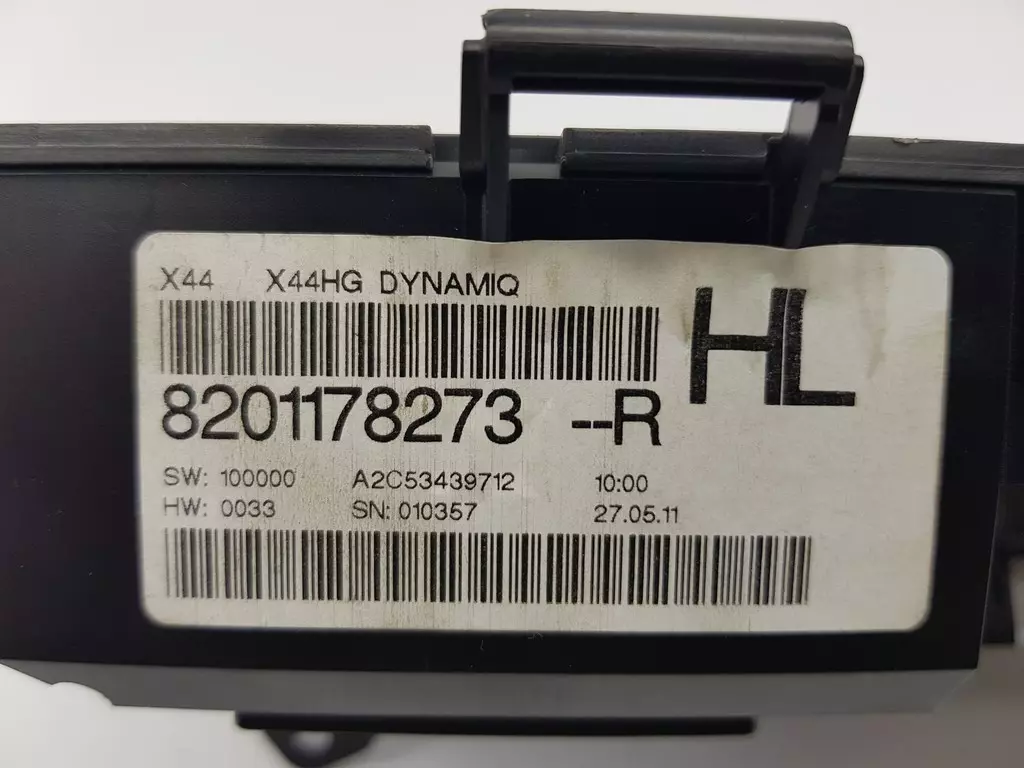 X44 X44HG DYNAMIQ
HL
8201178273 --R
SW: 100000 A2C53439712 10:00
HW: 0033 SN: 010357 27.05.11